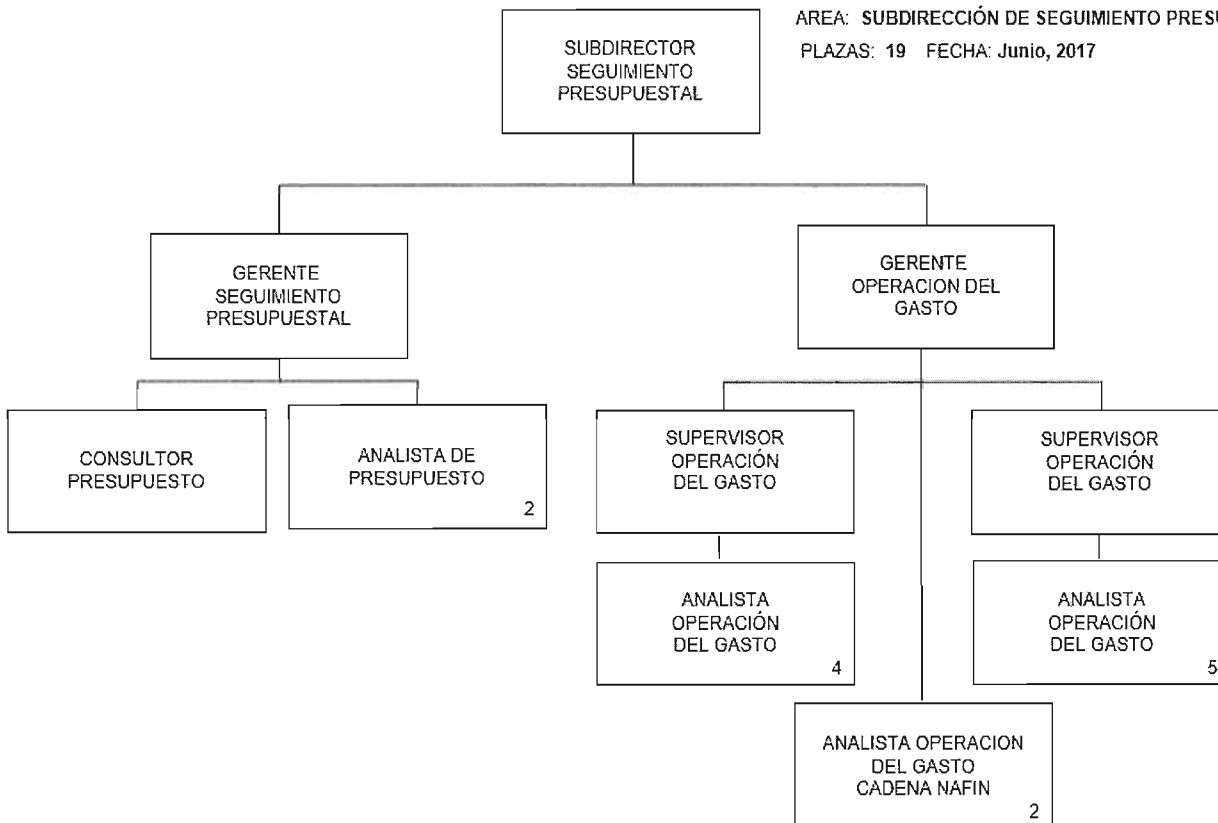 AREA: SUBDIRECCIÓN DE SEGUIMIENTO PRESU
PLAZAS: 19 FECHA: Junio, 2017
SUBDIRECTOR
SEGUIMIENTO
PRESUPUESTAL
GERENTE
SEGUIMIENTO
PRESUPUESTAL
GERENTE
OPERACION DEL
GASTO
CONSULTOR
PRESUPUESTO
ANALISTA DE
PRESUPUESTO
2
SUPERVISOR
OPERACIÓN
DEL GASTO
SUPERVISOR
OPERACIÓN
DEL GASTO
ANALISTA
OPERACIÓN
DEL GASTO
4
ANALISTA
OPERACIÓN
DEL GASTO
5
ANALISTA OPERACION
DEL GASTO
CADENA NAFIN
2